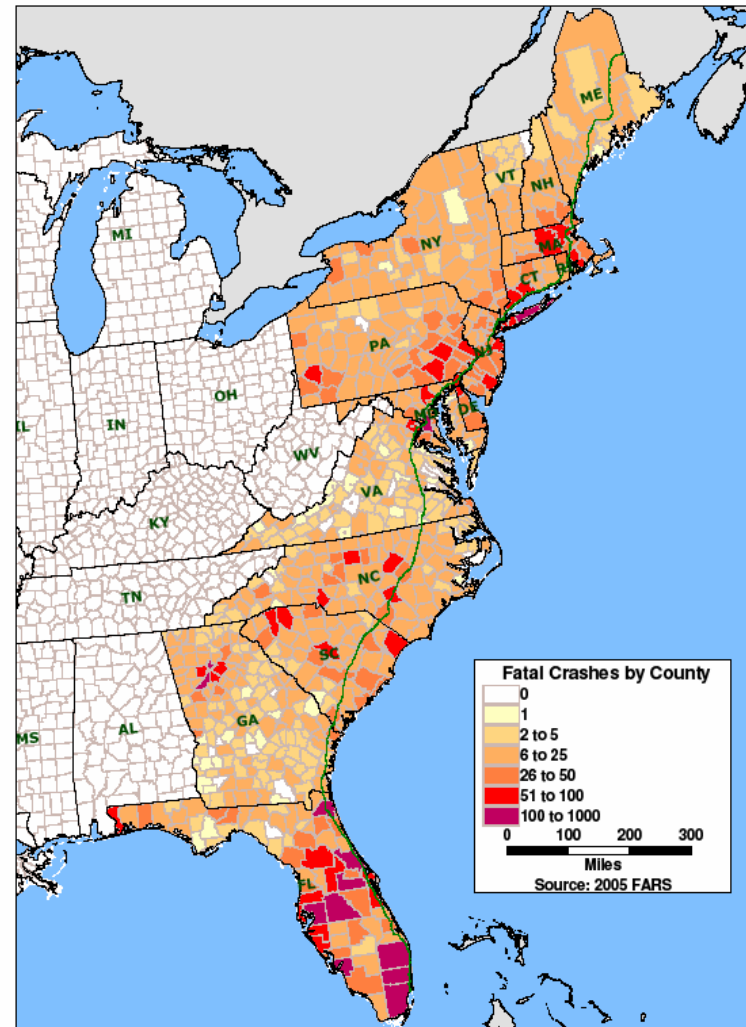 ME
VT
NH
MI
NY
MA
CT
RI
PA
NJ
OH
IN
IL
MD
DE
WV
VA
KY
NC
TN
SC
MS
AL
GA
FL
Fatal Crashes by County
0
1
2 to 5
6 to 25
26 to 50
51 to 100
100 to 1000
0 100 200 300
Miles
Source: 2005 FARS